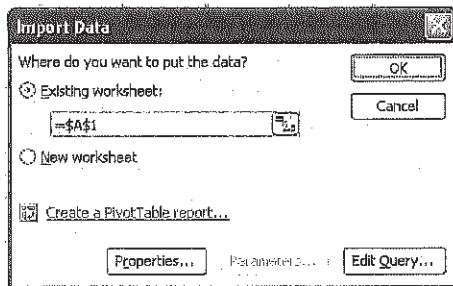 Import Data
Where do you want to put the data?
OK
Existing worksheet:
Cancel
=$A$1
New worksheet
Create a PivotTable report...
Properties... Parameters... Edit Query...